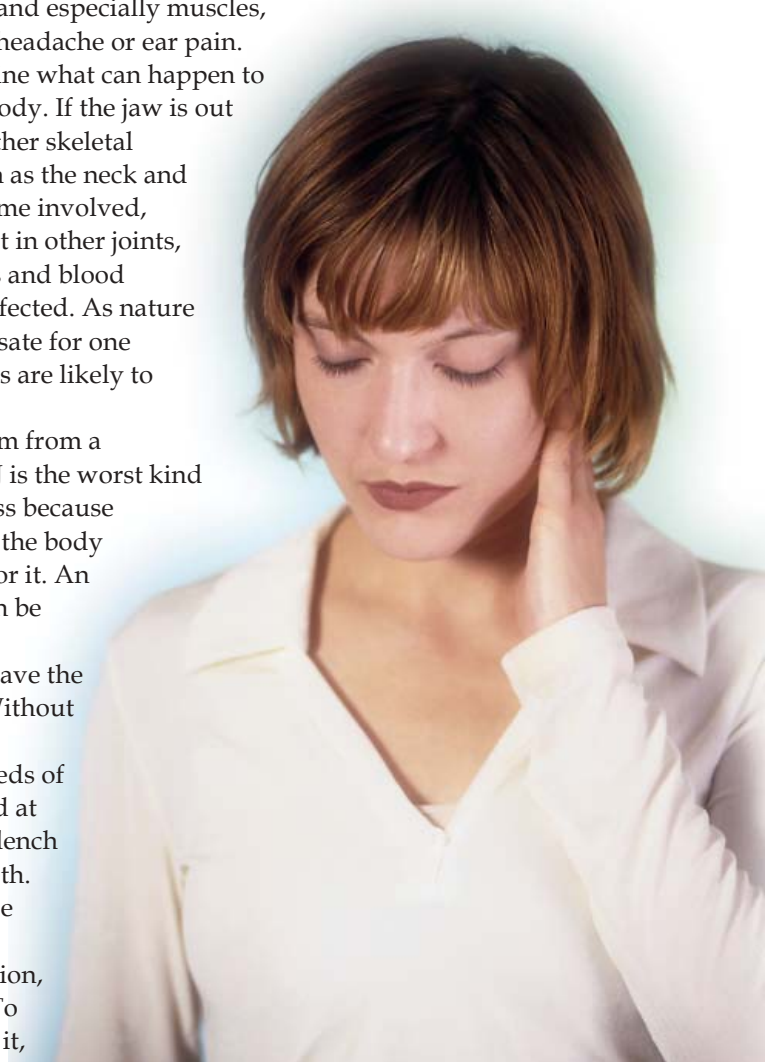 and especially muscles,
headache or ear pain.
ne what can happen to
ody. If the jaw is out
her skeletal
as the neck and
me involved,
t in other joints,
and blood
fected. As nature
sate for one
s are likely to
m from a
is the worst kind
ss because
the body
or it. An
n be
ave the
Without
eds of
d at
lench
th.
e
ion,
To
it,